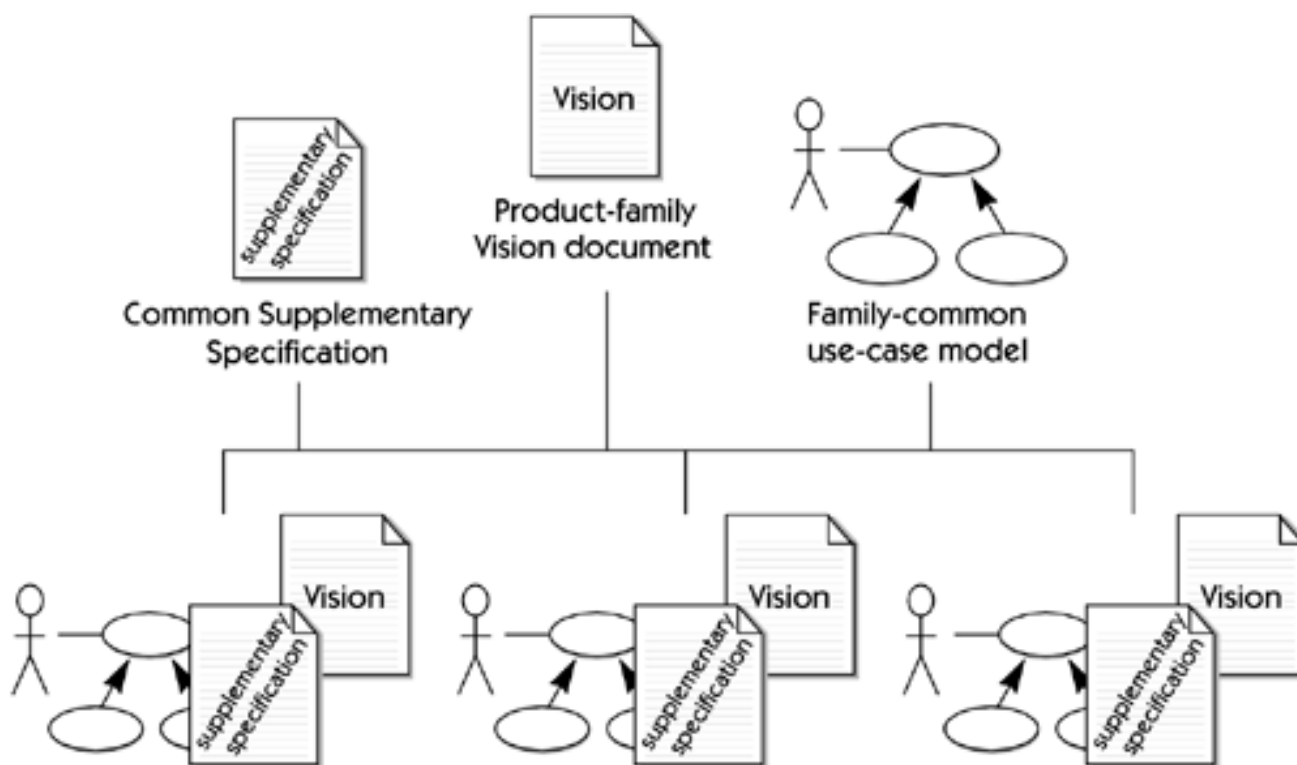 Vision
Product-family
Vision document
supplementary
specification
Common Supplementary
Specification
Family-common
use-case model
Vision
supplementary
specification
Vision
supplementary
specification
Vision
supplementary
specification